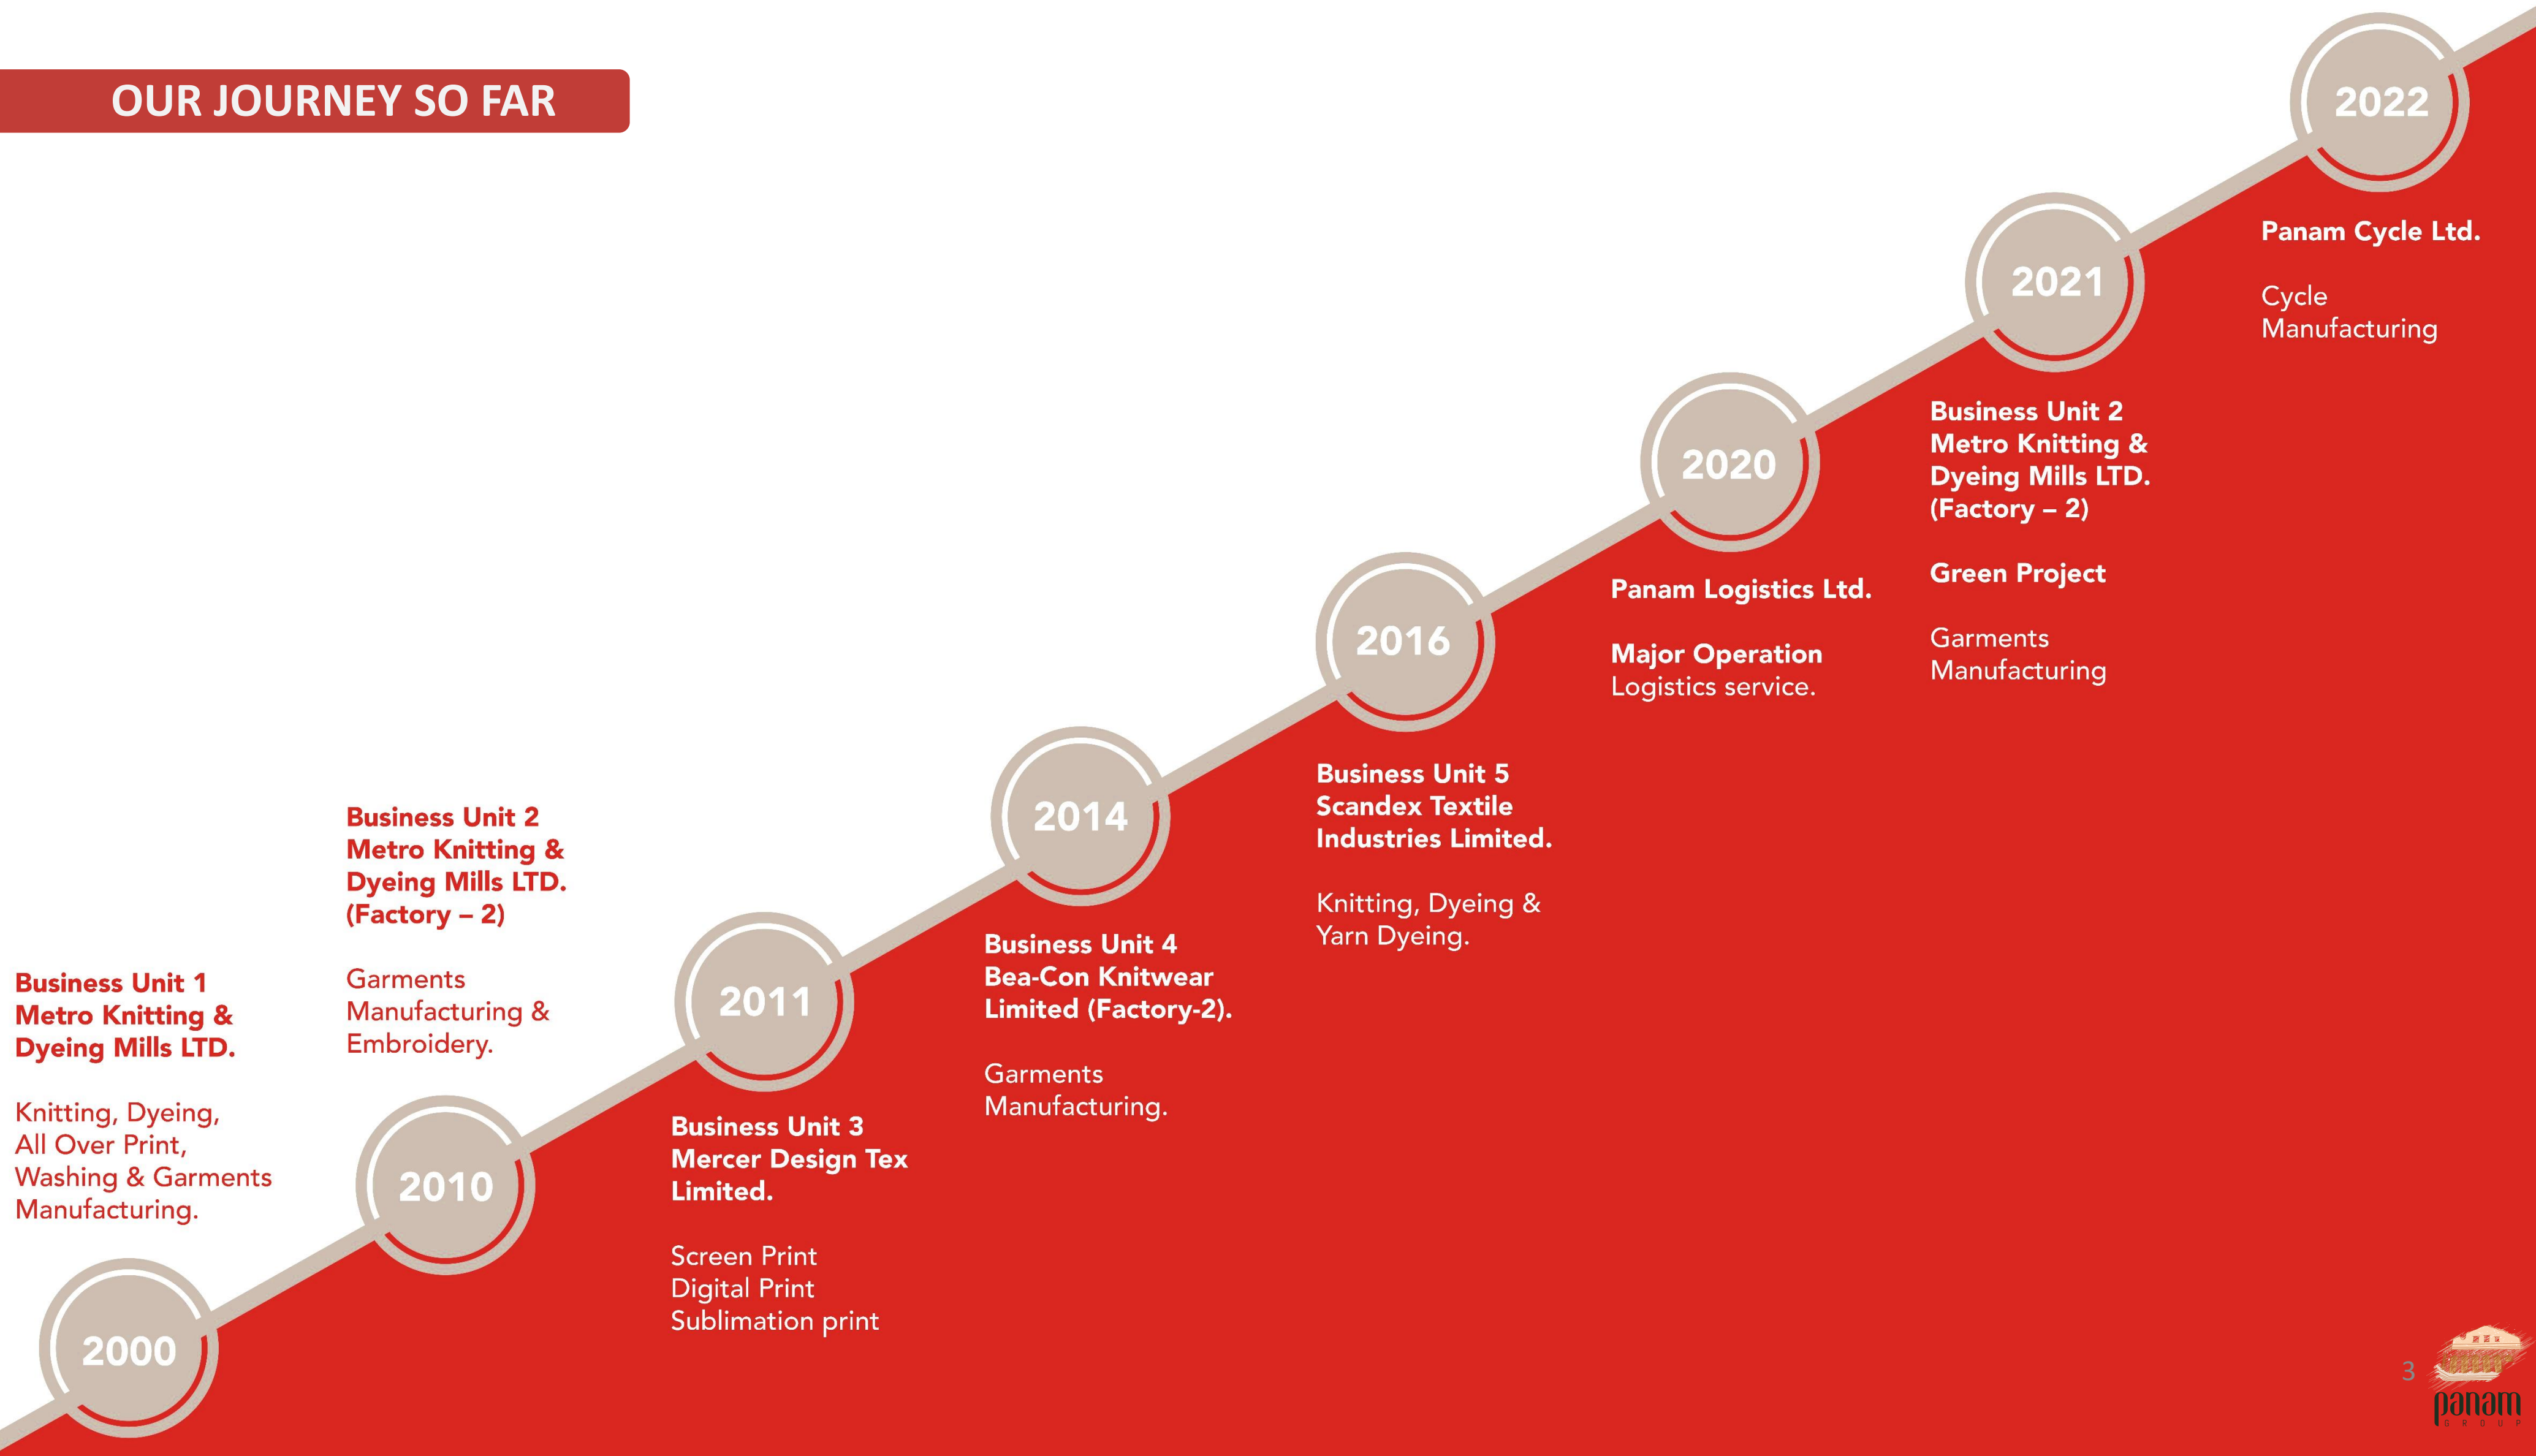 OUR JOURNEY SO FAR
2000
Business Unit 1
Metro Knitting &
Dyeing Mills LTD.
Knitting, Dyeing,
All Over Print,
Washing & Garments
Manufacturing.
2010
Business Unit 2
Metro Knitting &
Dyeing Mills LTD.
(Factory – 2)
Garments
Manufacturing &
Embroidery.
2011
Business Unit 3
Mercer Design Tex
Limited.
Screen Print
Digital Print
Sublimation print
2014
Business Unit 4
Bea-Con Knitwear
Limited (Factory-2).
Garments
Manufacturing.
2016
Business Unit 5
Scandex Textile
Industries Limited.
Knitting, Dyeing &
Yarn Dyeing.
2020
Panam Logistics Ltd.
Major Operation
Logistics service.
2021
Business Unit 2
Metro Knitting &
Dyeing Mills LTD.
(Factory – 2)
Green Project
Garments
Manufacturing
2022
Panam Cycle Ltd.
Cycle
Manufacturing
3
panam
GROUP